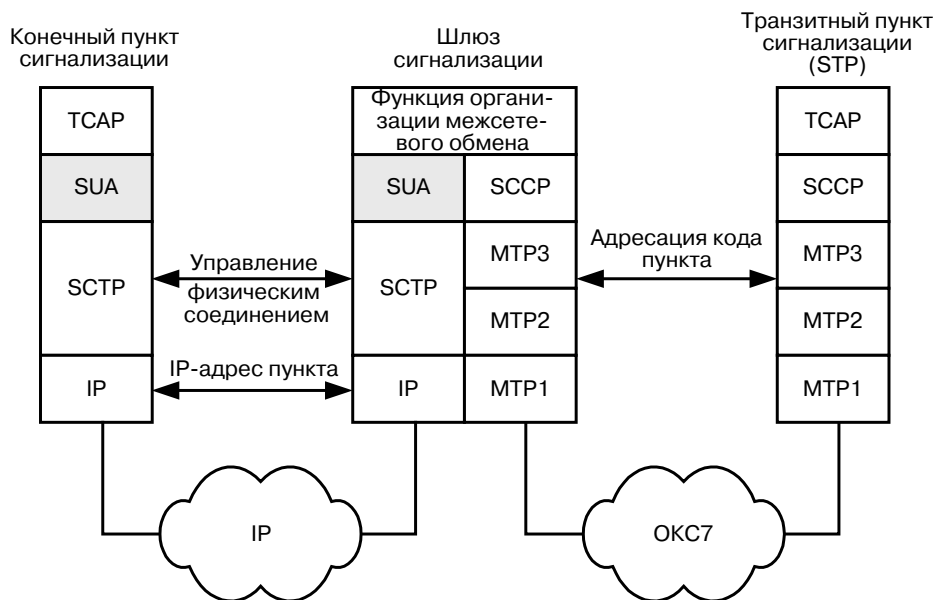 Конечный пункт
сигнализации
Шлюз
сигнализации
Транзитный пункт
сигнализации
(STP)
TCAP
SUA
SCTP
IP
Управление
физическим
соединением
IP-адрес пункта
Функция органи-
зации межсете-
вого обмена
SUA
SCCP
SCTP
MTP3
MTP2
IP
MTP1
Адресация кода
пункта
TCAP
SCCP
MTP3
MTP2
MTP1
IP
ОКС7